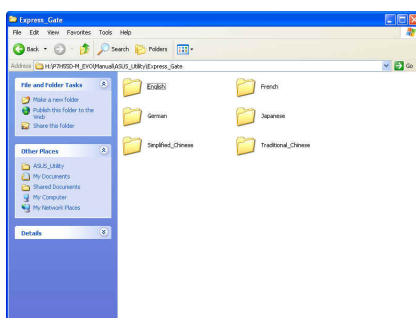 Express_Gate
File Edit View Favorites Tools Help
Back Search Folders
Address H:\P7H55D-M_EVO\Manual\ASUS_Utility\Express_Gate Go
File and Folder Tasks
Make a new folder
Publish this folder to the
Web
Share this folder
Other Places
ASUS_Utility
My Documents
Shared Documents
My Computer
My Network Places
Details
English French
German Japanese
Simplified_Chinese Traditional_Chinese